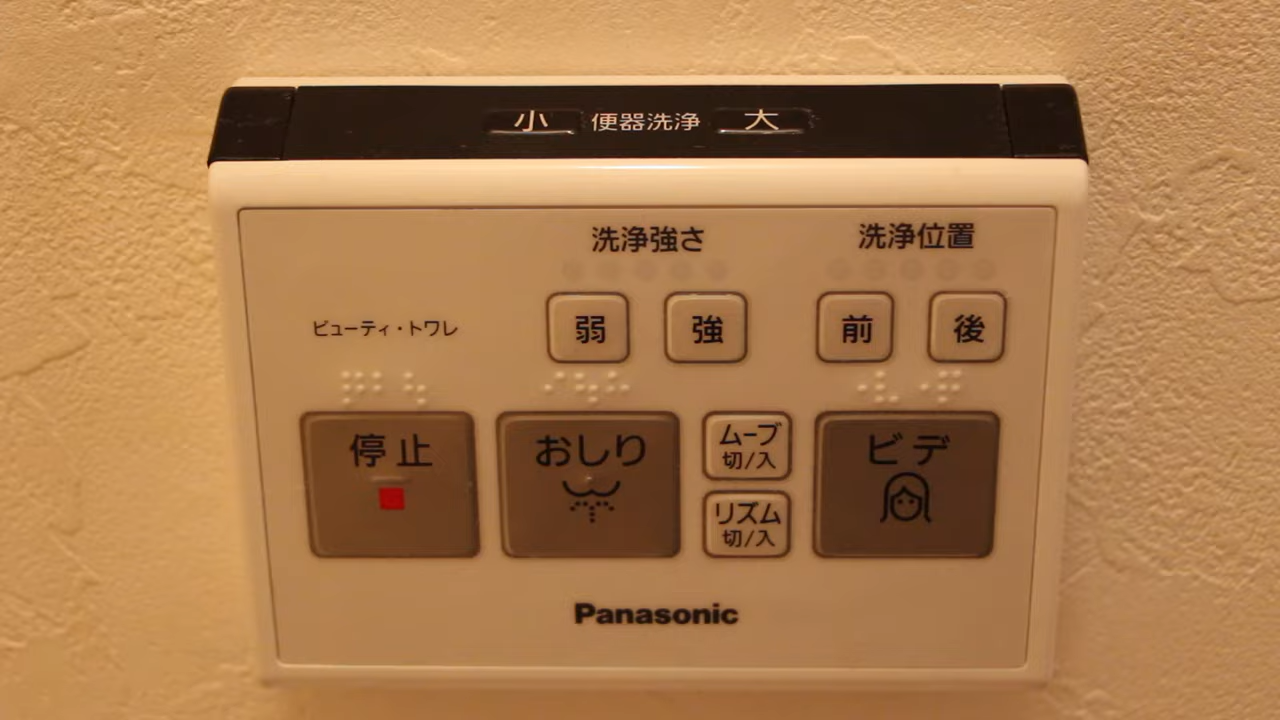 小 便器洗浄 大
洗浄強さ 洗浄位置
ビューティ・トワレ 弱 強 前 後
停止 おしり ムーブ 切/入 ビデ
リズム 切/入
Panasonic